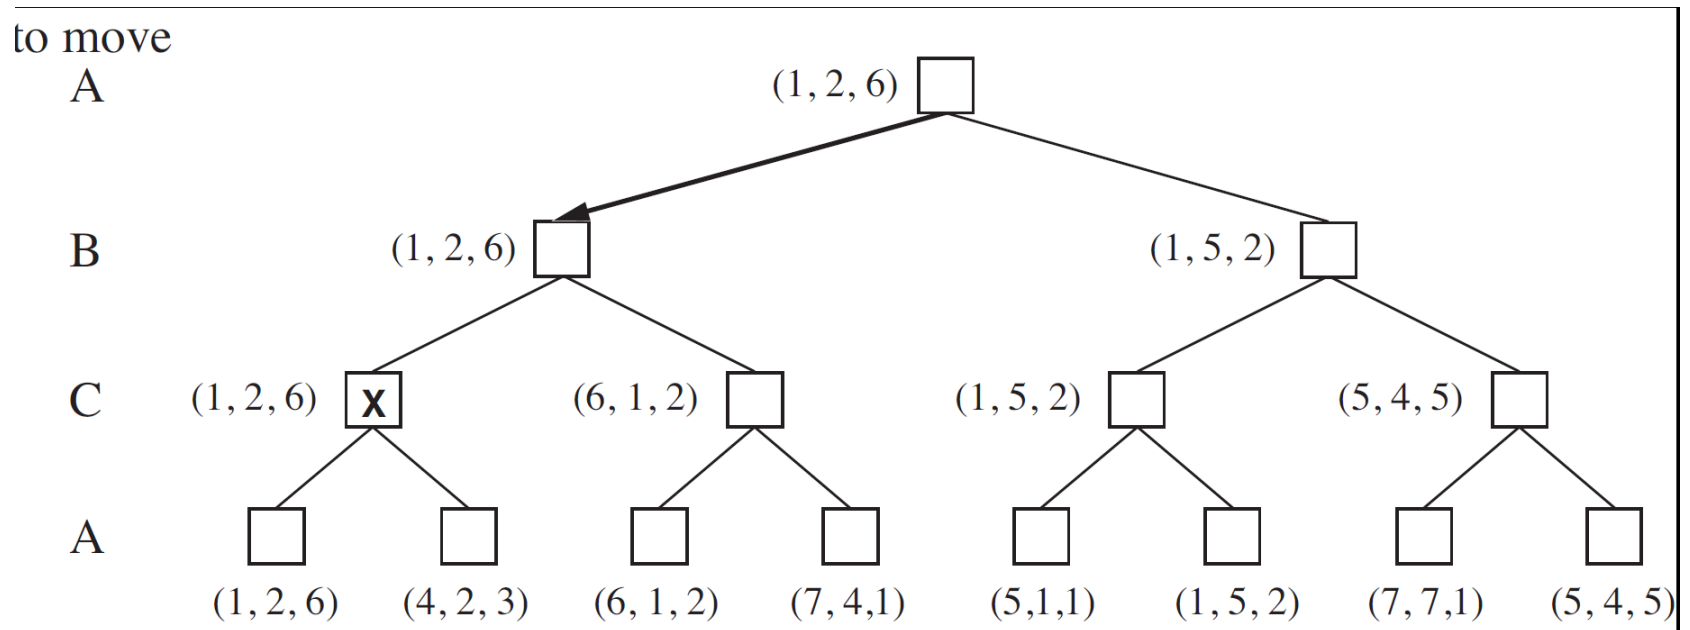 to move
A (1, 2, 6)
B (1, 2, 6) (1, 5, 2)
C (1, 2, 6) X (6, 1, 2) (1, 5, 2) (5, 4, 5)
A
(1, 2, 6) (4, 2, 3) (6, 1, 2) (7, 4,1) (5,1,1) (1, 5, 2) (7, 7,1) (5, 4, 5)